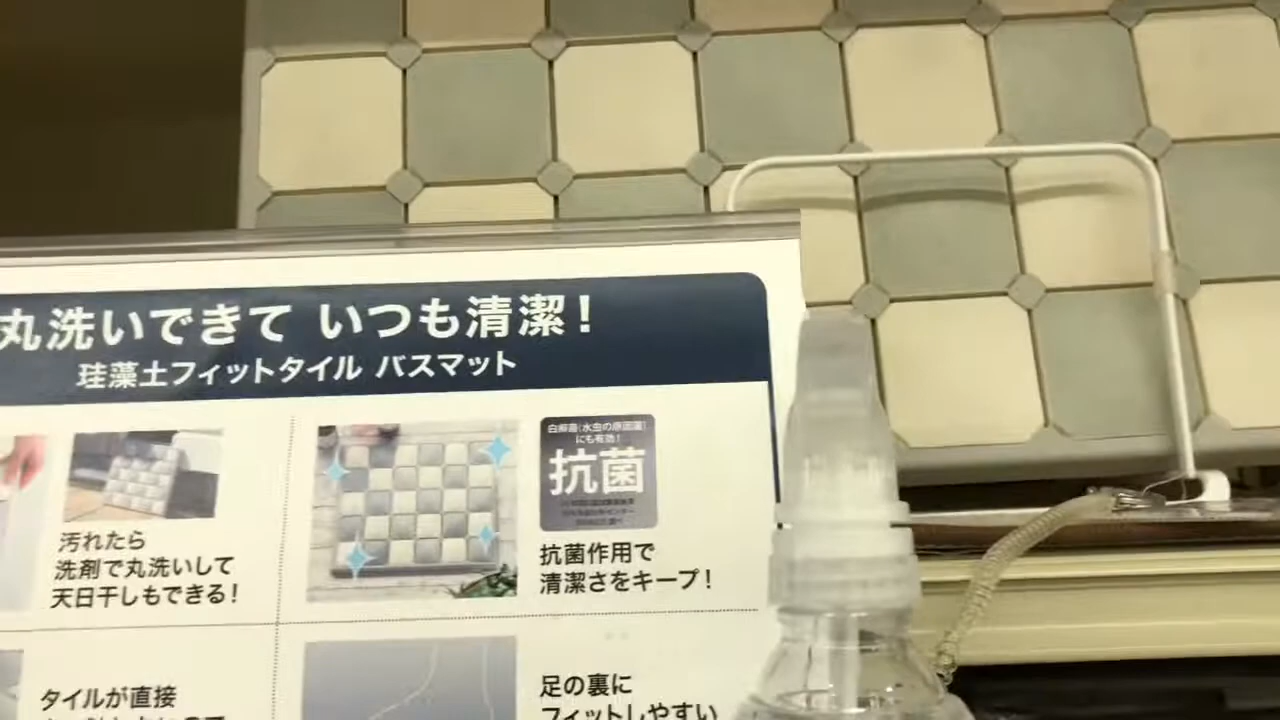 丸洗いできて いつも清潔!
珪藻土フィットタイル バスマット
汚れたら
洗剤で丸洗いして
天日干しもできる!
白癬菌(水虫の原因菌)
にも有効!
抗菌
抗菌作用で
清潔さをキープ!
タイルが直接
足の裏に
フィットしやすい